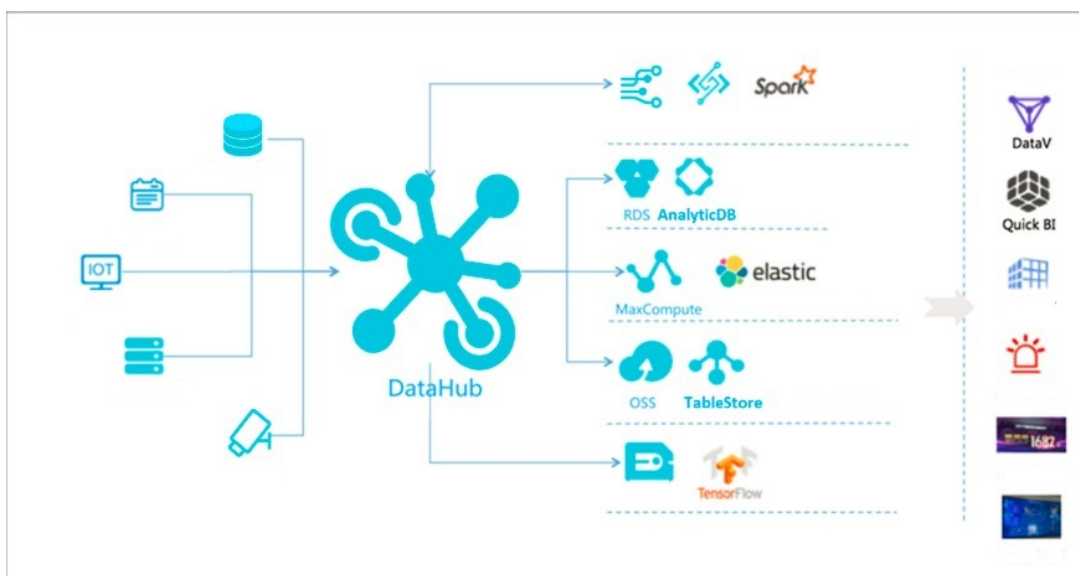 Spark
DataV
RDS AnalyticDB
Quick BI
IOT
elastic
MaxCompute
DataHub
OSS TableStore
1682
TensorFlow